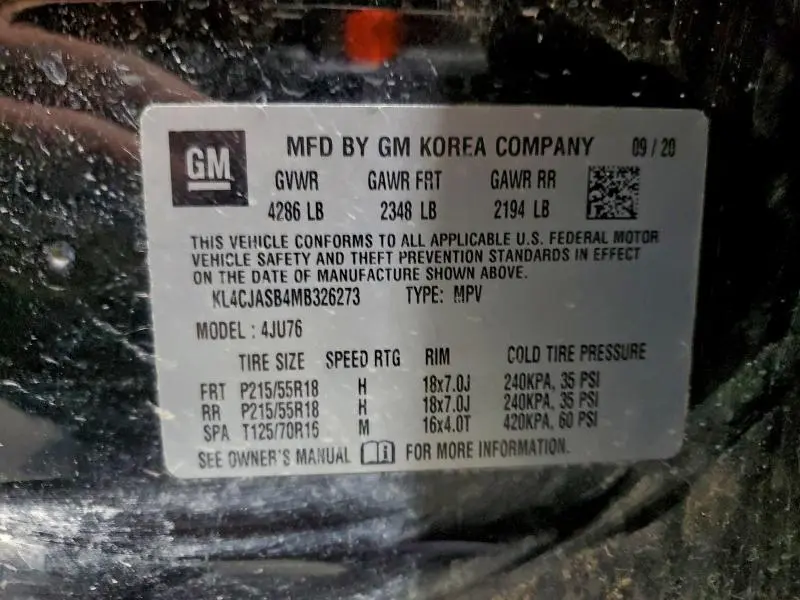 GM MFD BY GM KOREA COMPANY 09 / 20
GVWR GAWR FRT GAWR RR
4286 LB 2348 LB 2194 LB
THIS VEHICLE CONFORMS TO ALL APPLICABLE U.S. FEDERAL MOTOR
VEHICLE SAFETY AND THEFT PREVENTION STANDARDS IN EFFECT
ON THE DATE OF MANUFACTURE SHOWN ABOVE.
KL4CJASB4MB326273 TYPE: MPV
MODEL : 4JU76
TIRE SIZE SPEED RTG RIM COLD TIRE PRESSURE
FRT P215/55R18 H 18x7.0J 240KPA, 35 PSI
RR P215/55R18 H 18x7.0J 240KPA, 35 PSI
SPA T125/70R16 M 16x4.0T 420KPA, 60 PSI
SEE OWNER'S MANUAL i FOR MORE INFORMATION.